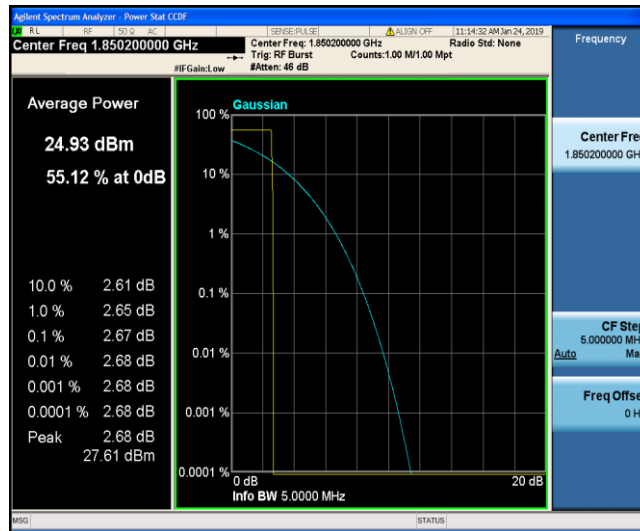 Agilent Spectrum Analyzer - Power Stat CCDF
RL RF 50 Ω AC SENSE:PULSE ALIGN OFF 11:14:32 AM Jan 24, 2019
Center Freq 1.850200000 GHz
Center Freq: 1.850200000 GHz Radio Std: None
Trig: RF Burst Counts:1.00 M/1.00 Mpt
#IFGain:Low #Atten: 46 dB
Frequency
Average Power
24.93 dBm
55.12 % at 0dB
10.0 % 2.61 dB
1.0 % 2.65 dB
0.1 % 2.67 dB
0.01 % 2.68 dB
0.001 % 2.68 dB
0.0001 % 2.68 dB
Peak 2.68 dB
27.61 dBm
Gaussian
100 %
10 %
1 %
0.1 %
0.01 %
0.001 %
0.0001 %
0 dB 20 dB
Info BW 5.0000 MHz
Center Fre
1.850200000 GH
CF Step
5.000000 MH
Auto Ma
Freq Offse
0 H
MSG STATUS